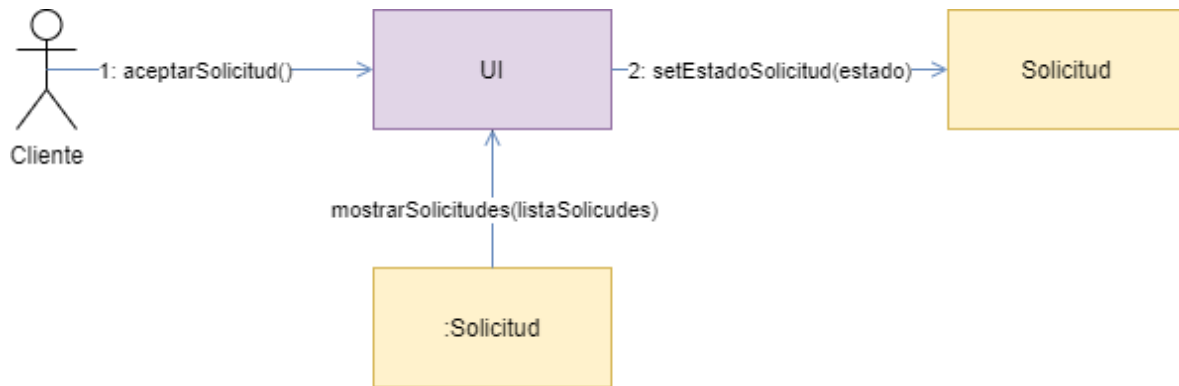 1: aceptarSolicitud()
UI
2: setEstadoSolicitud(estado)
Solicitud
Cliente
mostrarSolicitudes(listaSolicudes)
:Solicitud